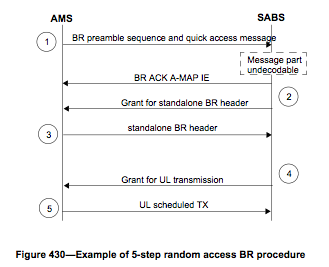 AMS
SABS
1
BR preamble sequence and quick access message
Message part
undecodable
BR ACK A-MAP IE
2
Grant for standalone BR header
3
standalone BR header
4
Grant for UL transmission
5
UL scheduled TX
Figure 430—Example of 5-step random access BR procedure